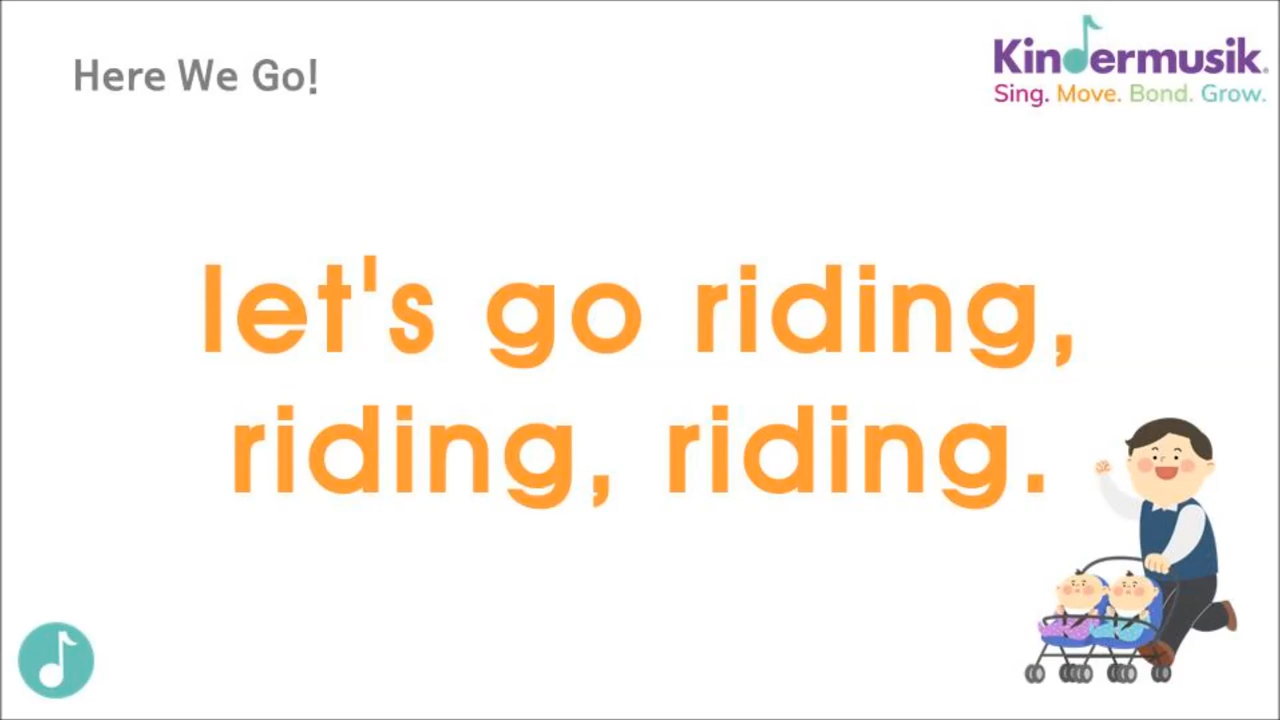 Here We Go!
Kindermusik®
Sing. Move. Bond. Grow.
let's go riding,
riding, riding.